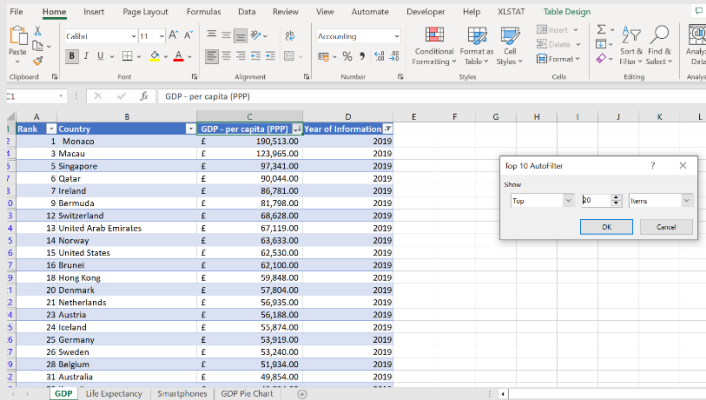 File Home Insert Page Layout Formulas Data Review View Automate Developer Help XLSTAT Table Design
Paste
Calibri 11 A^ A˅
B I U A
ab
Accounting
% ,
Conditional Formatting
Format as Table
Cell Styles
Insert
Delete
Format
Sort & Filter
Find & Select
Analy
Data
Clipboard Font Alignment Number Styles Cells Editing Analy
C1 fx GDP - per capita (PPP)
A B C D E F G H I J K L
Rank Country GDP - per capita (PPP) Year of Information
1 Monaco £ 190,513.00 2019
3 Macau £ 123,965.00 2019
5 Singapore £ 97,341.00 2019
6 Qatar £ 90,044.00 2019
7 Ireland £ 86,781.00 2019
9 Bermuda £ 81,798.00 2019
12 Switzerland £ 68,628.00 2019
13 United Arab Emirates £ 67,119.00 2019
14 Norway £ 63,633.00 2019
15 United States £ 62,530.00 2019
16 Brunei £ 62,100.00 2019
18 Hong Kong £ 59,848.00 2019
20 Denmark £ 57,804.00 2019
21 Netherlands £ 56,935.00 2019
23 Austria £ 56,188.00 2019
24 Iceland £ 55,874.00 2019
25 Germany £ 53,919.00 2019
26 Sweden £ 53,240.00 2019
28 Belgium £ 51,934.00 2019
31 Australia £ 49,854.00 2019
Top 10 AutoFilter ? ×
Show
Top 20 Items
OK Cancel
GDP Life Expectancy Smartphones GDP Pie Chart